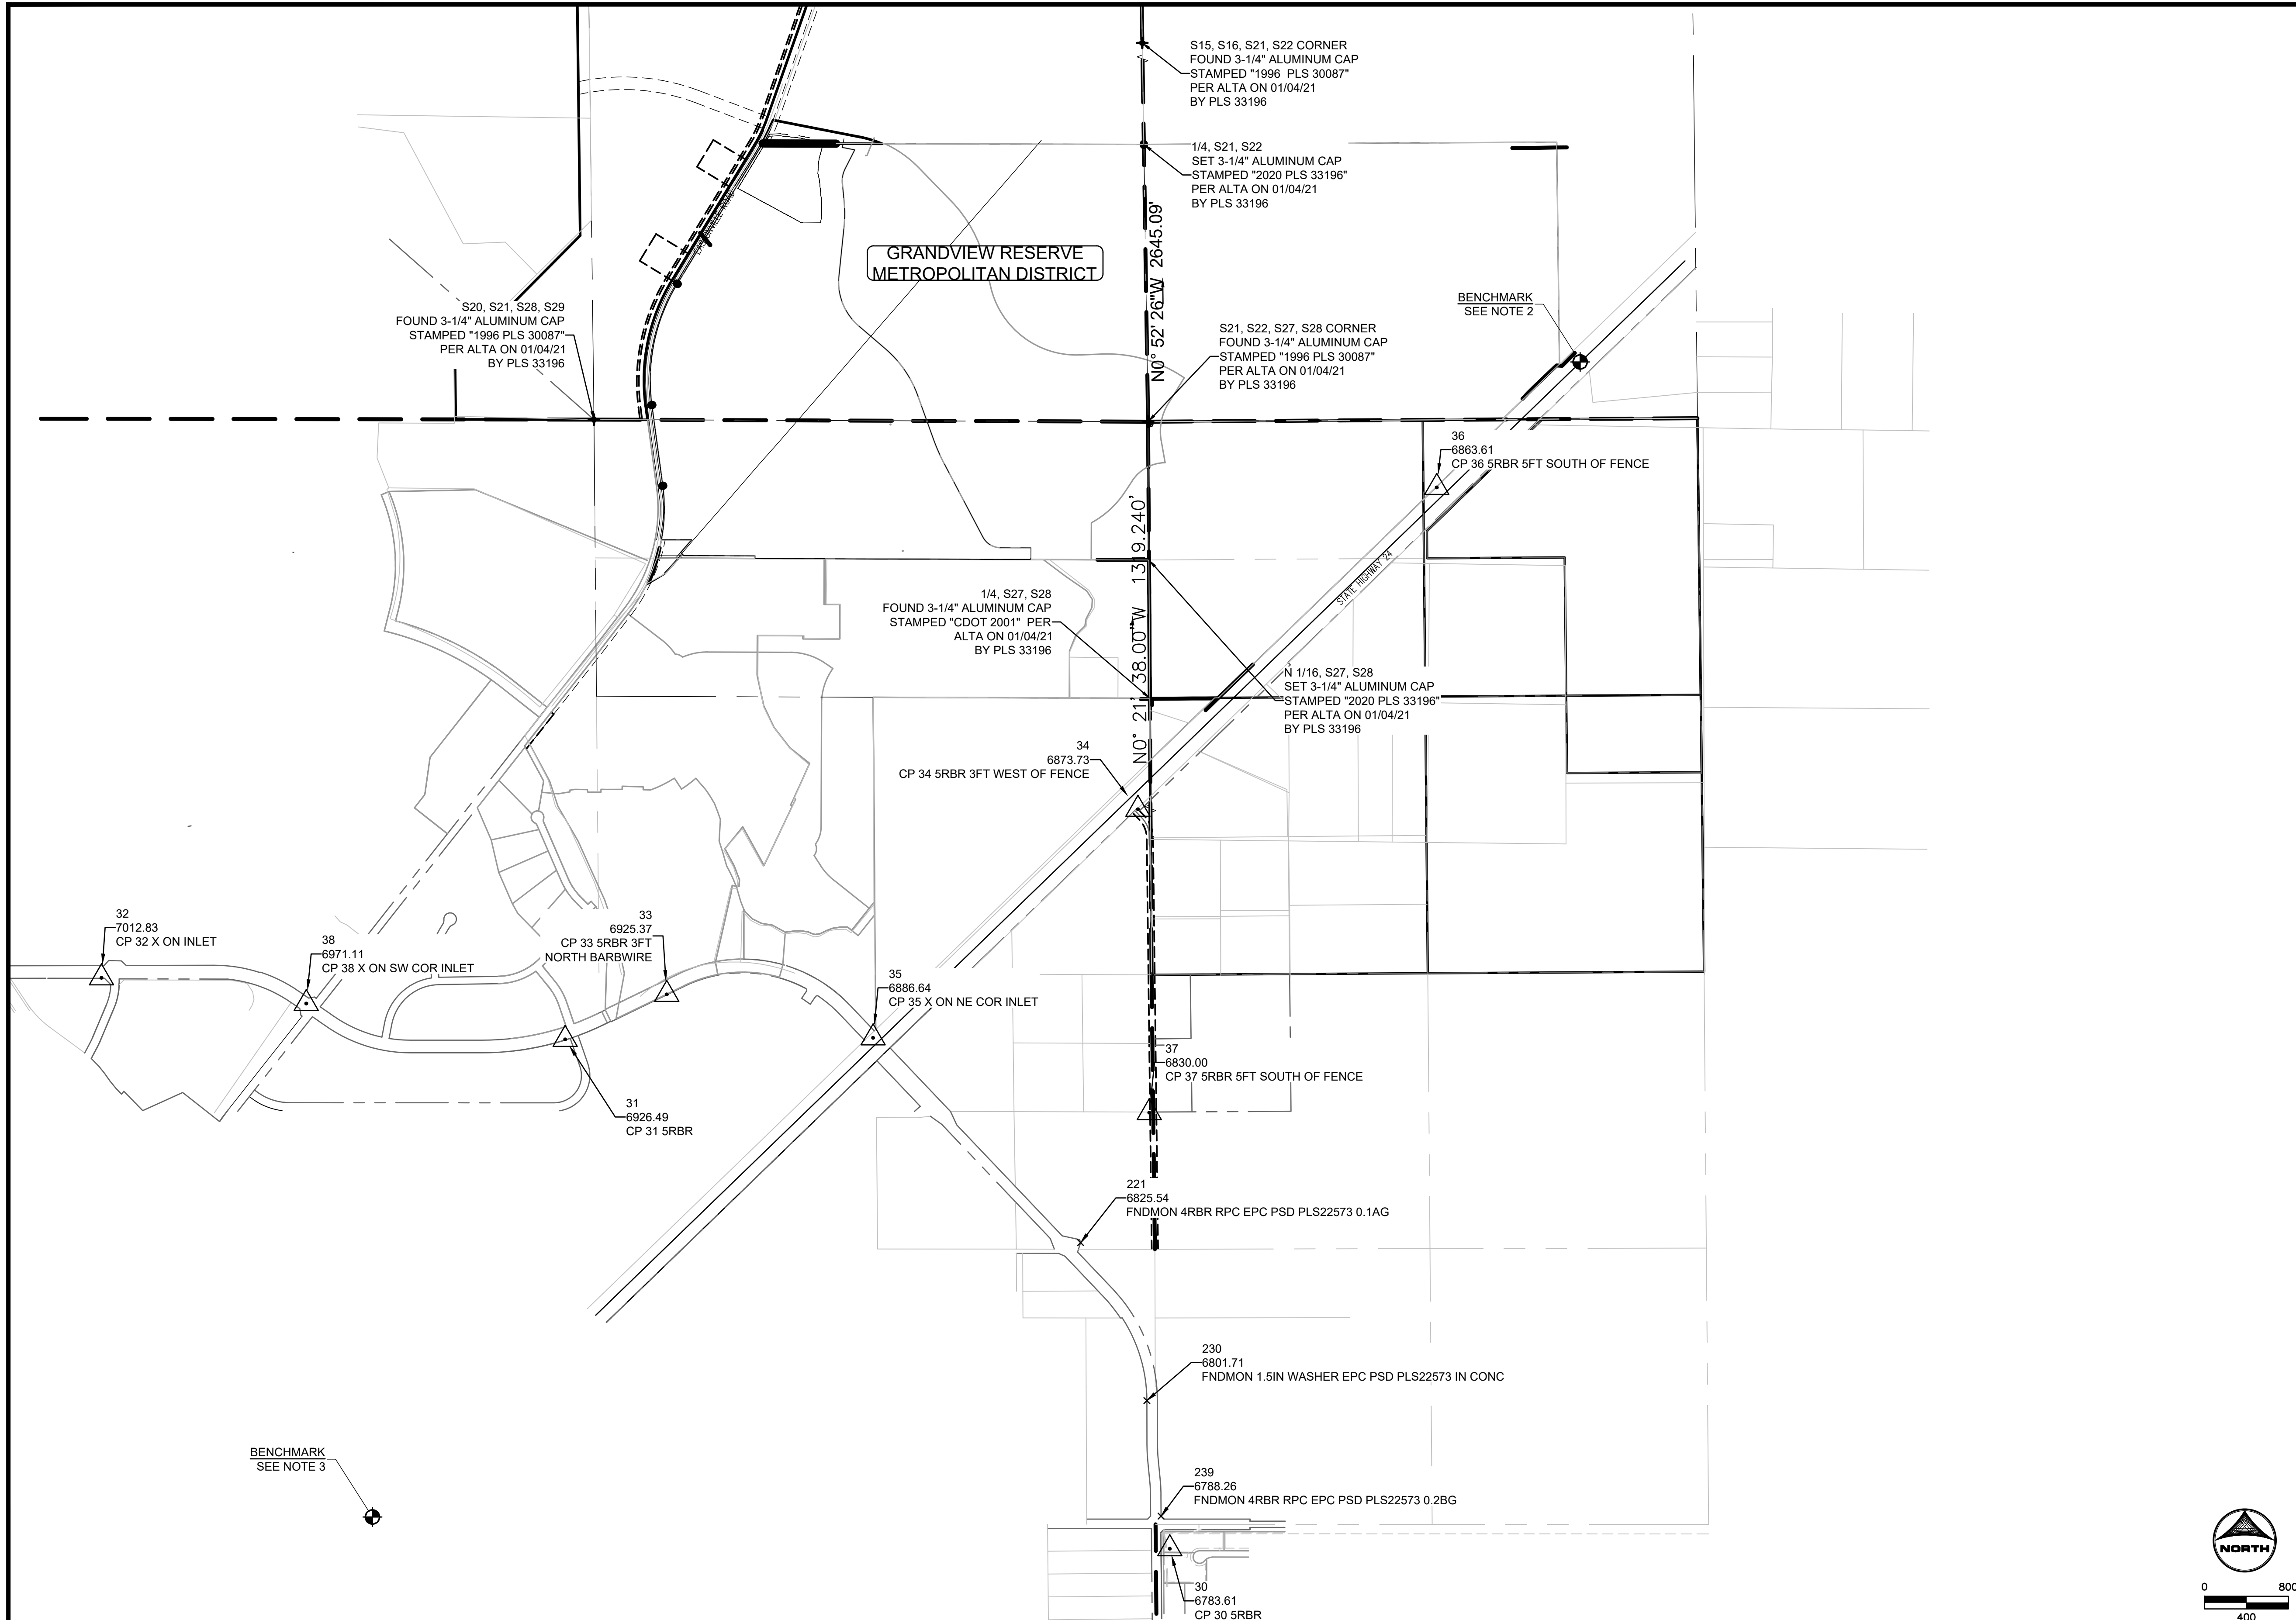 S15, S16, S21, S22 CORNER
FOUND 3-1/4" ALUMINUM CAP
STAMPED "1996 PLS 30087"
PER ALTA ON 01/04/21
BY PLS 33196
1/4, S21, S22
SET 3-1/4" ALUMINUM CAP
STAMPED "2020 PLS 33196"
PER ALTA ON 01/04/21
BY PLS 33196
GRANDVIEW RESERVE
METROPOLITAN DISTRICT
N0° 52' 26"W 2645.09'
BENCHMARK
SEE NOTE 2
S20, S21, S28, S29
FOUND 3-1/4" ALUMINUM CAP
STAMPED "1996 PLS 30087"
PER ALTA ON 01/04/21
BY PLS 33196
S21, S22, S27, S28 CORNER
FOUND 3-1/4" ALUMINUM CAP
STAMPED "1996 PLS 30087"
PER ALTA ON 01/04/21
BY PLS 33196
36
6863.61
CP 36 5RBR 5FT SOUTH OF FENCE
N0° 21' 38.00"W 1319.240'
STATE HIGHWAY 24
1/4, S27, S28
FOUND 3-1/4" ALUMINUM CAP
STAMPED "CDOT 2001" PER
ALTA ON 01/04/21
BY PLS 33196
N 1/16, S27, S28
SET 3-1/4" ALUMINUM CAP
STAMPED "2020 PLS 33196"
PER ALTA ON 01/04/21
BY PLS 33196
34
6873.73
CP 34 5RBR 3FT WEST OF FENCE
32
7012.83
CP 32 X ON INLET
38
6971.11
CP 38 X ON SW COR INLET
33
6925.37
CP 33 5RBR 3FT
NORTH BARBWIRE
35
6886.64
CP 35 X ON NE COR INLET
37
6830.00
CP 37 5RBR 5FT SOUTH OF FENCE
31
6926.49
CP 31 5RBR
221
6825.54
FNDMON 4RBR RPC EPC PSD PLS22573 0.1AG
230
6801.71
FNDMON 1.5IN WASHER EPC PSD PLS22573 IN CONC
BENCHMARK
SEE NOTE 3
239
6788.26
FNDMON 4RBR RPC EPC PSD PLS22573 0.2BG
30
6783.61
CP 30 5RBR
NORTH
0 800
400